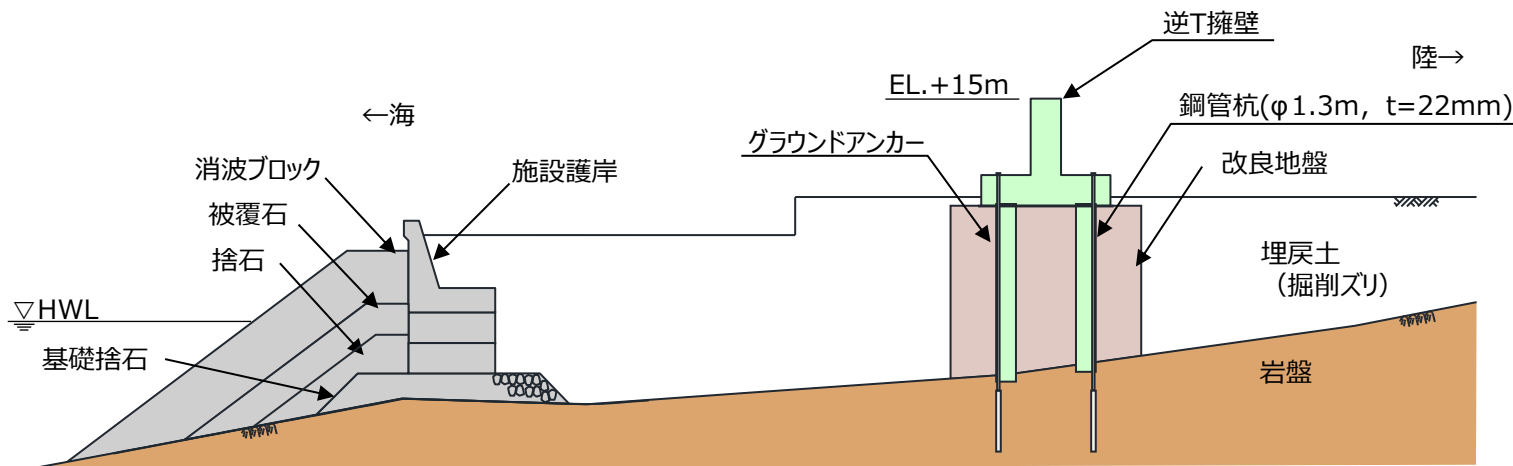 逆T擁壁
陸→
EL.+15m
←海
鋼管杭(φ1.3m, t=22mm)
グラウンドアンカー
消波ブロック
施設護岸
改良地盤
被覆石
捨石
埋戻土
（掘削ズリ）
▽HWL
基礎捨石
岩盤